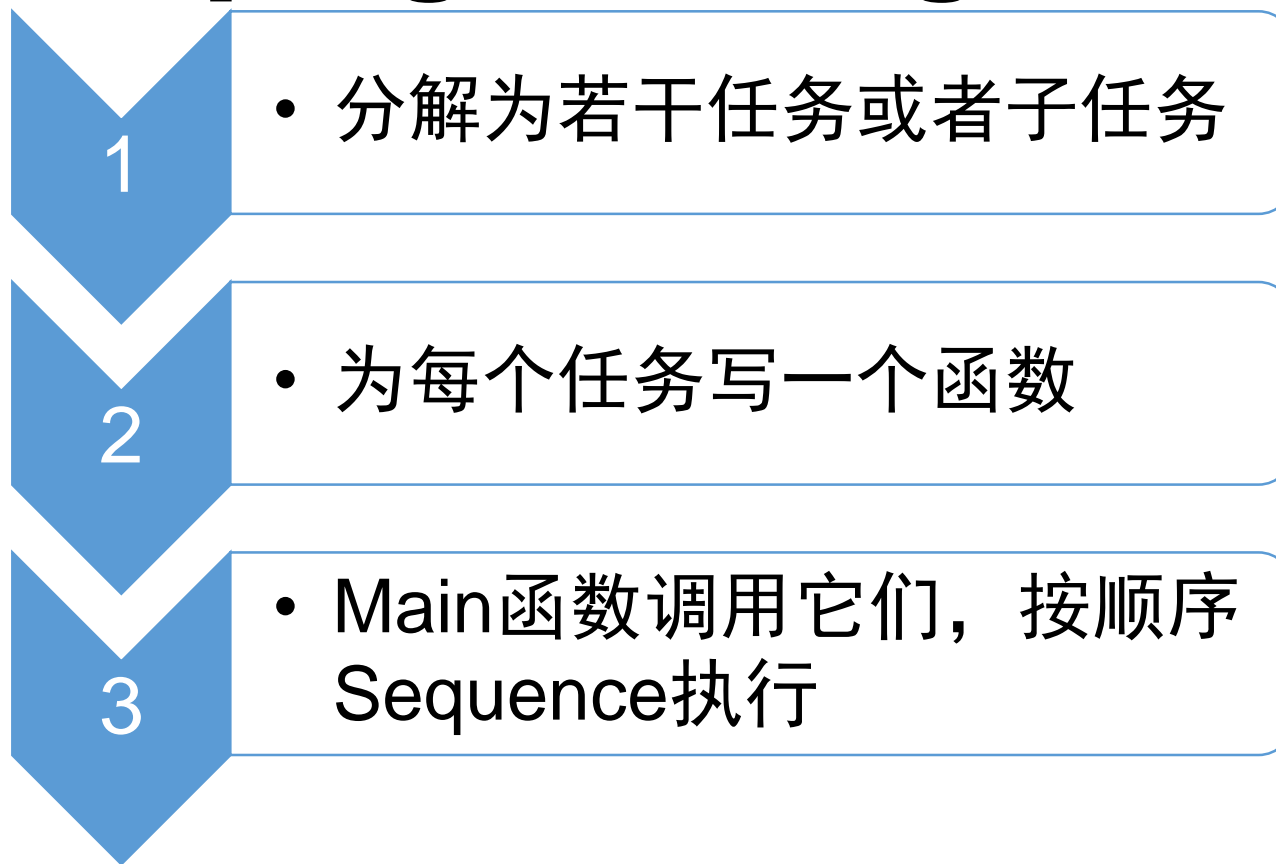 1
• 分解为若干任务或者子任务
2
• 为每个任务写一个函数
3
• Main函数调用它们，按顺序
Sequence执行